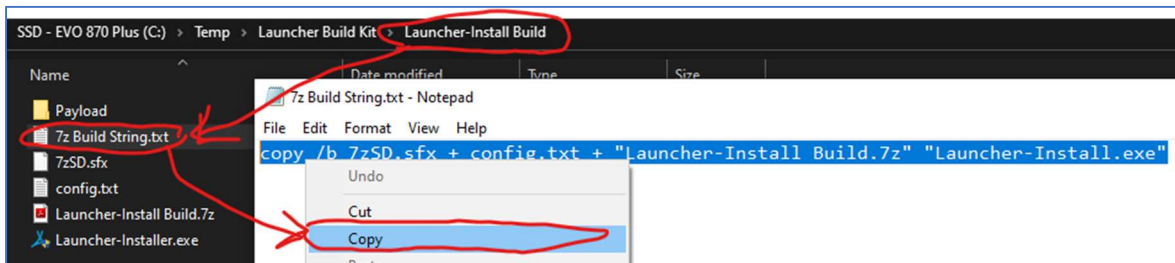 SSD - EVO 870 Plus (C:) > Temp > Launcher Build Kit > Launcher-Install Build
Name Date modified Type Size
Payload
7z Build String.txt
7zSD.sfx
config.txt
Launcher-Install Build.7z
Launcher-Installer.exe
7z Build String.txt - Notepad
File Edit Format View Help
copy /b 7zSD.sfx + config.txt + "Launcher-Install Build.7z" "Launcher-Install.exe"
Undo
Cut
Copy